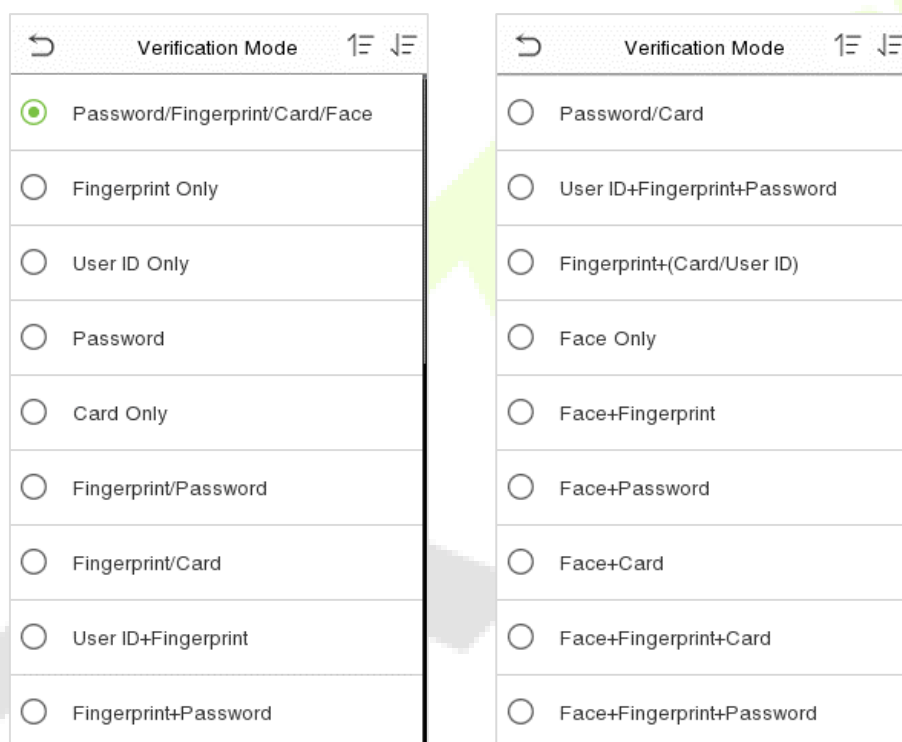 Verification Mode
Password/Fingerprint/Card/Face
Fingerprint Only
User ID Only
Password
Card Only
Fingerprint/Password
Fingerprint/Card
User ID+Fingerprint
Fingerprint+Password
Verification Mode
Password/Card
User ID+Fingerprint+Password
Fingerprint+(Card/User ID)
Face Only
Face+Fingerprint
Face+Password
Face+Card
Face+Fingerprint+Card
Face+Fingerprint+Password